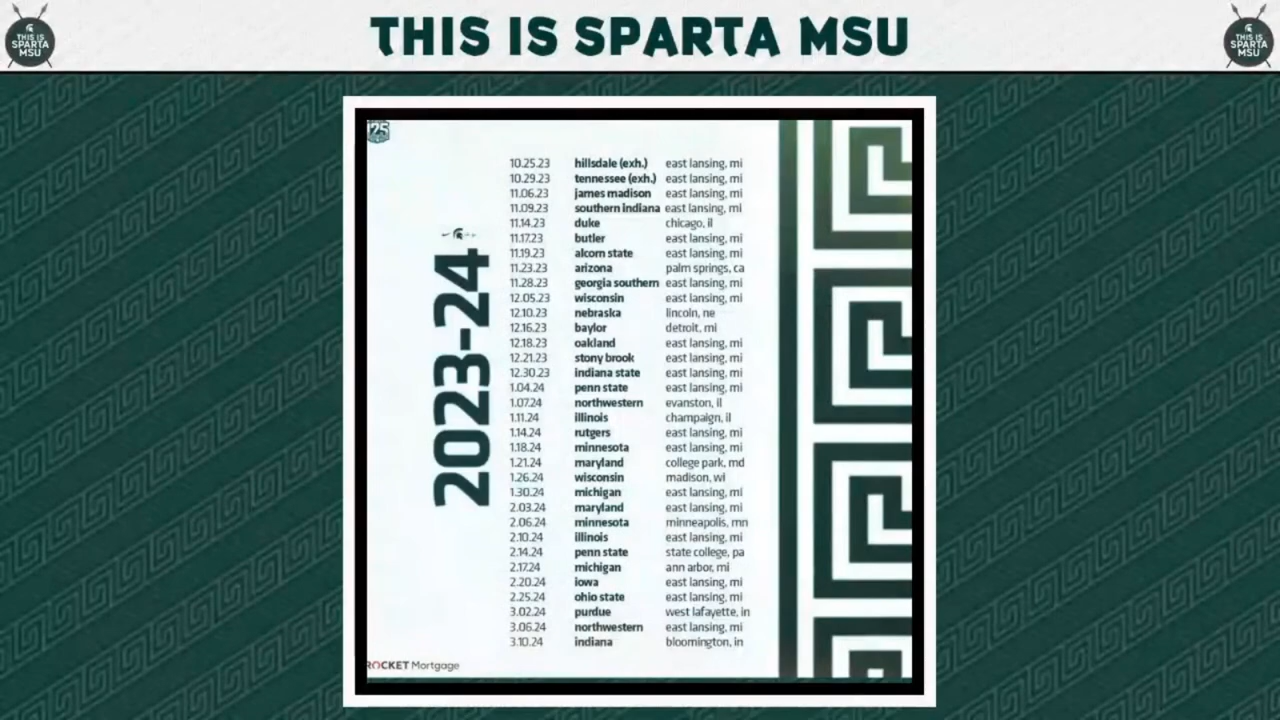 THIS IS SPARTA MSU
THIS IS
SPARTA
MSU
THIS IS
SPARTA
MSU
'25
2023-24
10.25.23 hillsdale (exh.) east lansing, mi
10.29.23 tennessee (exh.) east lansing, mi
11.06.23 james madison east lansing, mi
11.09.23 southern indiana east lansing, mi
11.14.23 duke chicago, il
11.17.23 butler east lansing, mi
11.19.23 alcorn state east lansing, mi
11.23.23 arizona palm springs, ca
11.28.23 georgia southern east lansing, mi
12.05.23 wisconsin east lansing, mi
12.10.23 nebraska lincoln, ne
12.16.23 baylor detroit, mi
12.18.23 oakland east lansing, mi
12.21.23 stony brook east lansing, mi
12.30.23 indiana state east lansing, mi
1.04.24 penn state east lansing, mi
1.07.24 northwestern evanston, il
1.11.24 illinois champaign, il
1.14.24 rutgers east lansing, mi
1.18.24 minnesota east lansing, mi
1.21.24 maryland college park, md
1.26.24 wisconsin madison, wi
1.30.24 michigan east lansing, mi
2.03.24 maryland east lansing, mi
2.06.24 minnesota minneapolis, mn
2.10.24 illinois east lansing, mi
2.14.24 penn state state college, pa
2.17.24 michigan ann arbor, mi
2.20.24 iowa east lansing, mi
2.25.24 ohio state east lansing, mi
3.02.24 purdue west lafayette, in
3.06.24 northwestern east lansing, mi
3.10.24 indiana bloomington, in
ROCKET Mortgage